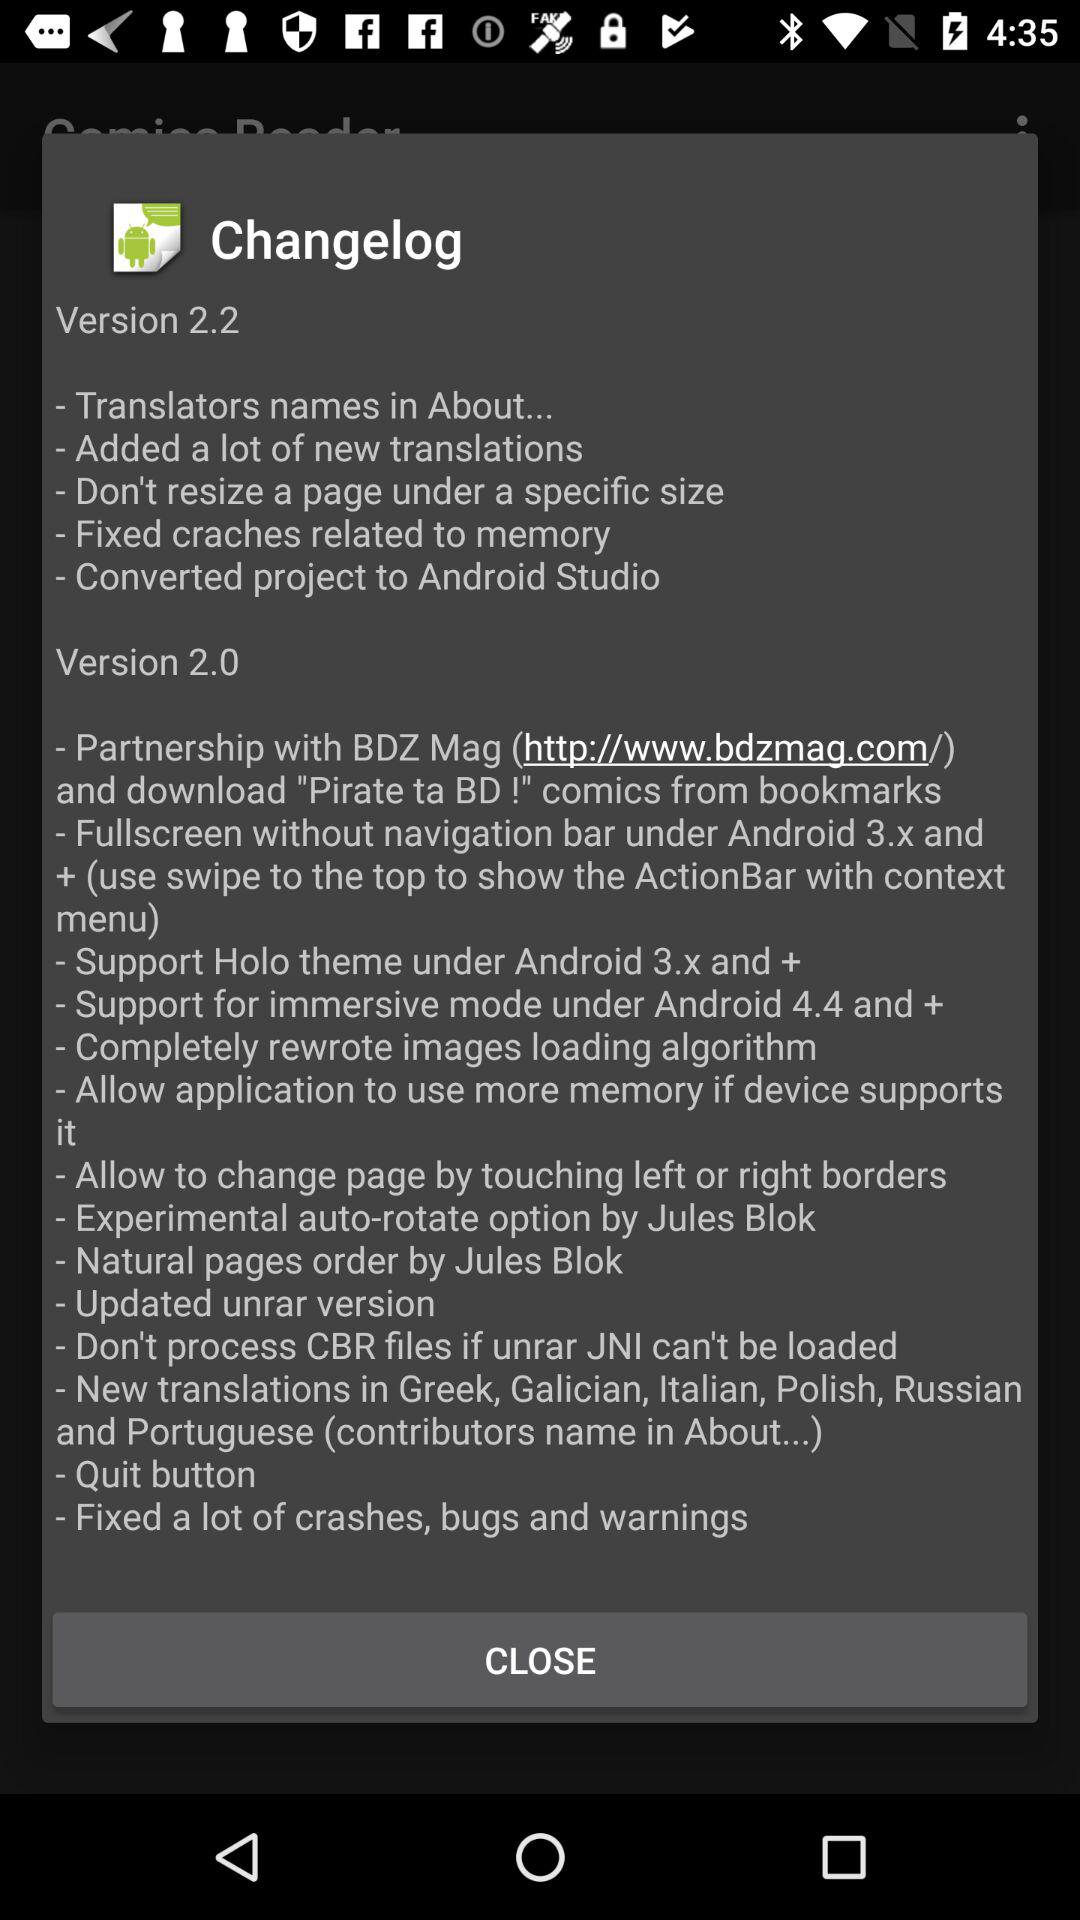 FAKE
4:35
Comics Reader
Changelog
Version 2.2
- Translators names in About...
- Added a lot of new translations
- Don't resize a page under a specific size
- Fixed craches related to memory
- Converted project to Android Studio
Version 2.0
- Partnership with BDZ Mag (http://www.bdzmag.com/)
and download "Pirate ta BD !" comics from bookmarks
- Fullscreen without navigation bar under Android 3.x and
+ (use swipe to the top to show the ActionBar with context
menu)
- Support Holo theme under Android 3.x and +
- Support for immersive mode under Android 4.4 and +
- Completely rewrote images loading algorithm
- Allow application to use more memory if device supports
it
- Allow to change page by touching left or right borders
- Experimental auto-rotate option by Jules Blok
- Natural pages order by Jules Blok
- Updated unrar version
- Don't process CBR files if unrar JNI can't be loaded
- New translations in Greek, Galician, Italian, Polish, Russian
and Portuguese (contributors name in About...)
- Quit button
- Fixed a lot of crashes, bugs and warnings
CLOSE